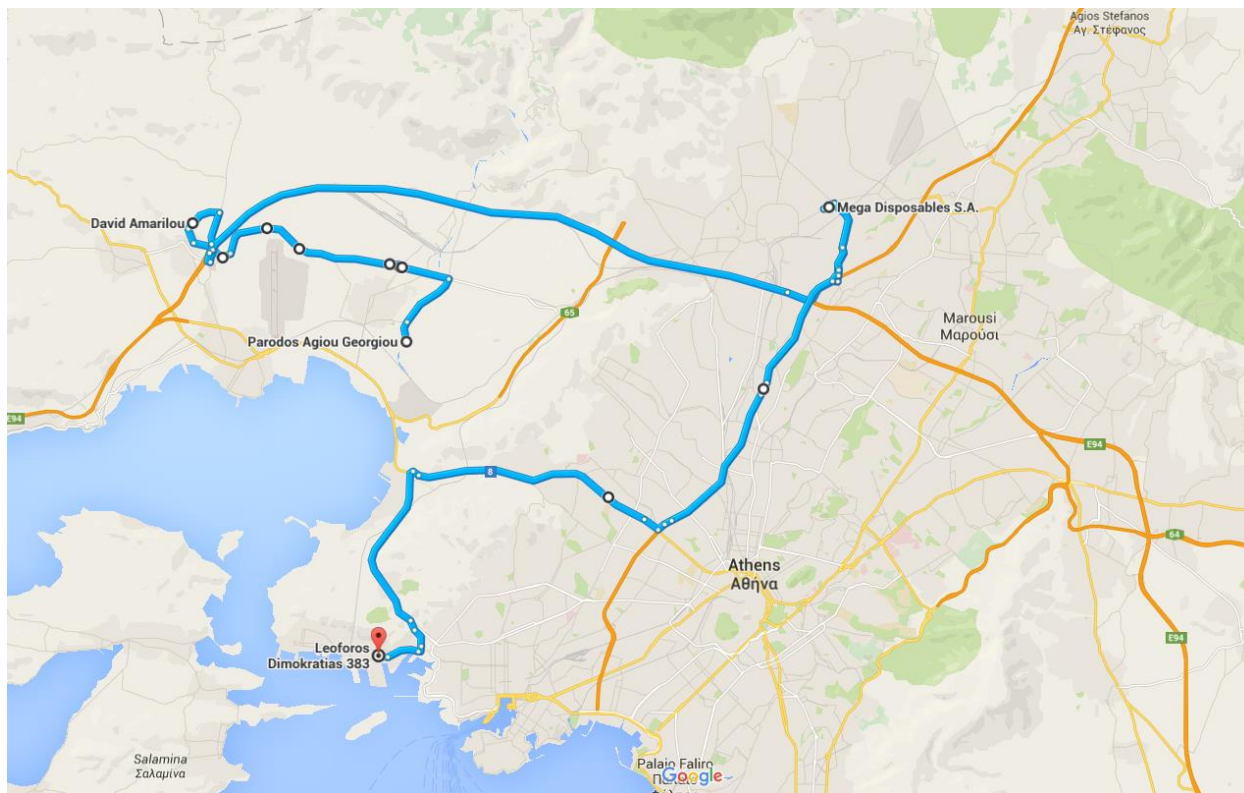 Agios Stefanos
Αγ. Στέφανος
David Amarilou
Mega Disposables S.A.
65
Marousi
Μαρούσι
Parodos Agiou Georgiou
E94
E94
8
64
Athens
Αθήνα
E94
Leoforos
Dimokratias 383
Salamina
Σαλαμίνα
Palaio Faliro
Google